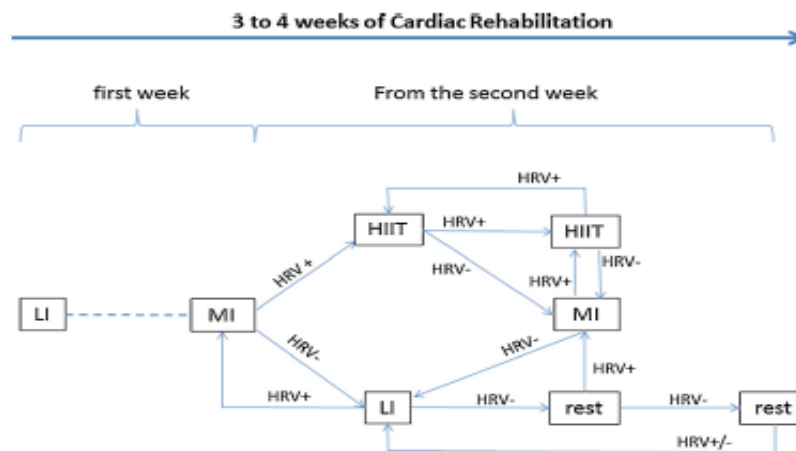 3 to 4 weeks of Cardiac Rehabilitation
first week
From the second week
HRV+
HIIT
HRV+
HIIT
HRV+
HRV-
HRV+
HRV-
LI
MI
MI
HRV-
HRV-
HRV+
HRV+
LI
HRV-
rest
HRV-
rest
HRV+/-